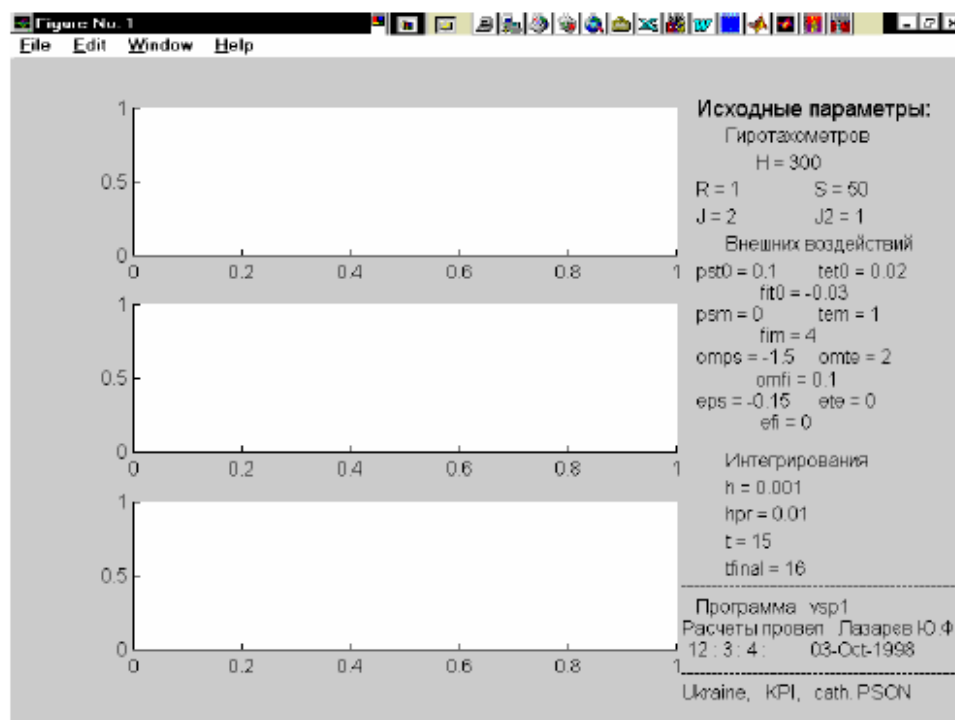 Figure No. 1
File Edit Window Help
1
0.5
0
0 0.2 0.4 0.6 0.8 1
1
0.5
0
0 0.2 0.4 0.6 0.8 1
1
0.5
0
0 0.2 0.4 0.6 0.8 1
Исходные параметры:
Гиротахометров
H = 300
R = 1 S = 50
J = 2 J2 = 1
Внешних воздействий
pst0 = 0.1 tet0 = 0.02
fit0 = -0.03
psm = 0 tem = 1
fim = 4
omps = -1.5 omte = 2
omfi = 0.1
eps = -0.15 ete = 0
efi = 0
Интегрирования
h = 0.001
hpr = 0.01
t = 15
tfinal = 16
Программа vsp1
Расчеты провел Лазарев Ю.Ф
12 : 3 : 4 : 03-Oct-1998
Ukraine, KPI, cath. PSON